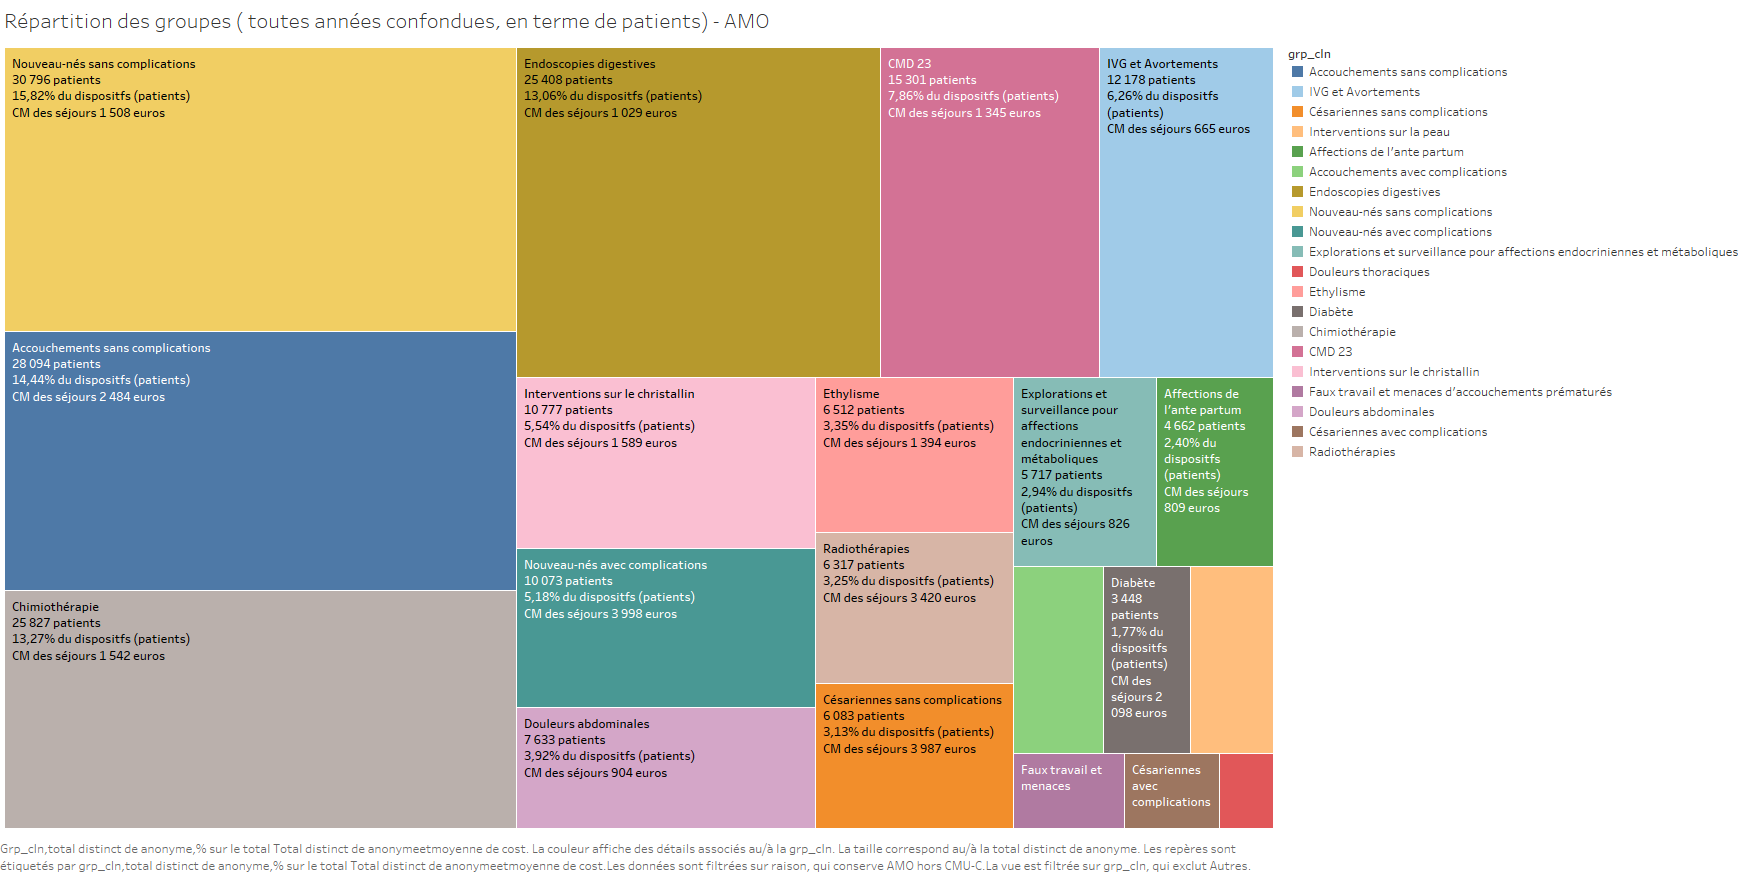 Répartition des groupes ( toutes années confondues, en terme de patients) - AMO
Nouveau-nés sans complications
30 796 patients
15,82% du dispositfs (patients)
CM des séjours 1 508 euros
Accouchements sans complications
28 094 patients
14,44% du dispositfs (patients)
CM des séjours 2 484 euros
Chimiothérapie
25 827 patients
13,27% du dispositfs (patients)
CM des séjours 1 542 euros
Endoscopies digestives
25 408 patients
13,06% du dispositfs (patients)
CM des séjours 1 029 euros
CMD 23
15 301 patients
7,86% du dispositfs (patients)
CM des séjours 1 345 euros
IVG et Avortements
12 178 patients
6,26% du dispositfs
(patients)
CM des séjours 665 euros
Interventions sur le christallin
10 777 patients
5,54% du dispositfs (patients)
CM des séjours 1 589 euros
Nouveau-nés avec complications
10 073 patients
5,18% du dispositfs (patients)
CM des séjours 3 998 euros
Douleurs abdominales
7 633 patients
3,92% du dispositfs (patients)
CM des séjours 904 euros
Ethylisme
6 512 patients
3,35% du dispositfs (patients)
CM des séjours 1 394 euros
Radiothérapies
6 317 patients
3,25% du dispositfs (patients)
CM des séjours 3 420 euros
Césariennes sans complications
6 083 patients
3,13% du dispositfs (patients)
CM des séjours 3 987 euros
Explorations et
surveillance pour
affections
endocriniennes et
métaboliques
5 717 patients
2,94% du dispositfs
(patients)
CM des séjours 826
euros
Affections de
l’ante partum
4 662 patients
2,40% du
dispositfs
(patients)
CM des séjours
809 euros
Diabète
3 448
patients
1,77% du
dispositfs
(patients)
CM des
séjours 2
098 euros
Faux travail et
menaces
Césariennes
avec
complications
grp_cln
Accouchements sans complications
IVG et Avortements
Césariennes sans complications
Interventions sur la peau
Affections de l’ante partum
Accouchements avec complications
Endoscopies digestives
Nouveau-nés sans complications
Nouveau-nés avec complications
Explorations et surveillance pour affections endocriniennes et métaboliques
Douleurs thoraciques
Ethylisme
Diabète
Chimiothérapie
CMD 23
Interventions sur le christallin
Faux travail et menaces d’accouchements prématurés
Douleurs abdominales
Césariennes avec complications
Radiothérapies
Grp_cln,total distinct de anonyme,% sur le total Total distinct de anonymeetmoyenne de cost. La couleur affiche des détails associés au/à la grp_cln. La taille correspond au/à la total distinct de anonyme. Les repères sont
étiquetés par grp_cln,total distinct de anonyme,% sur le total Total distinct de anonymeetmoyenne de cost.Les données sont filtrées sur raison, qui conserve AMO hors CMU-C.La vue est filtrée sur grp_cln, qui exclut Autres.